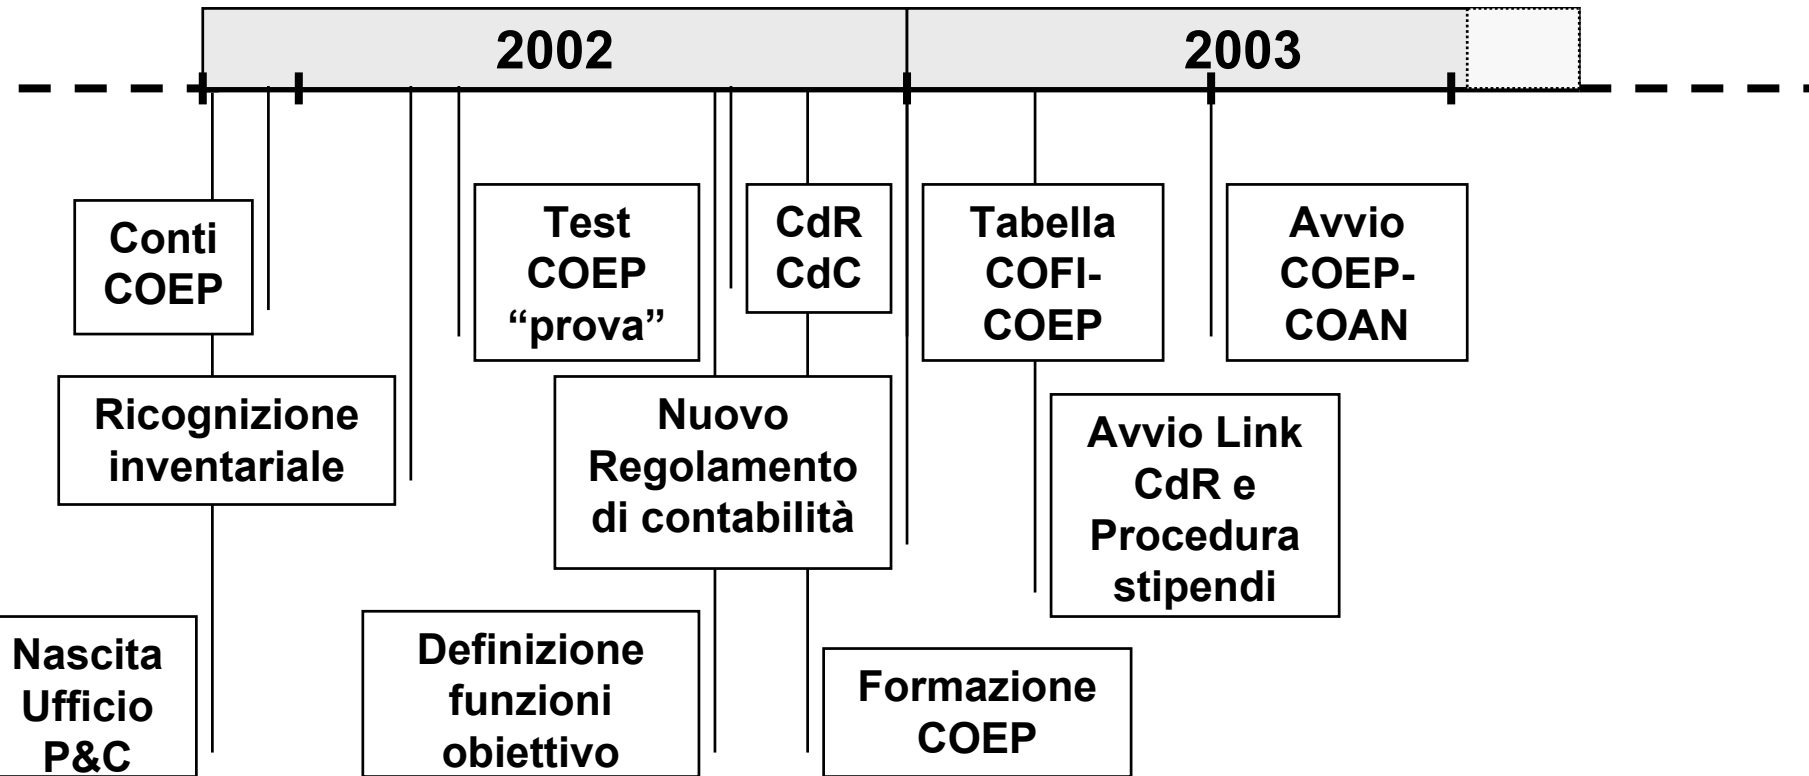 2002
2003
Conti
COEP
Test
COEP
“prova”
CdR
CdC
Tabella
COFI-
COEP
Avvio
COEP-
COAN
Ricognizione
inventariale
Nuovo
Regolamento
di contabilità
Avvio Link
CdR e
Procedura
stipendi
Nascita
Ufficio
P&C
Definizione
funzioni
obiettivo
Formazione
COEP